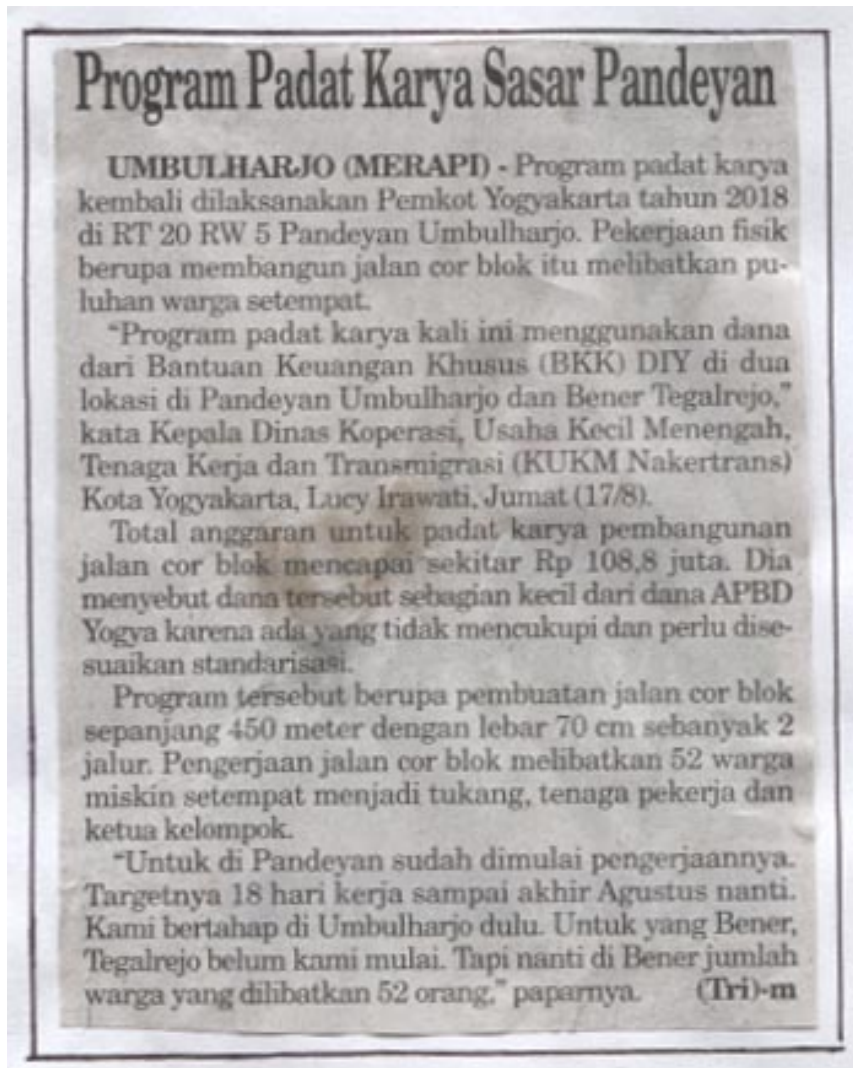 Program Padat Karya Sasar Pandeyan
UMBULHARJO (MERAPI) - Program padat karya
kembali dilaksanakan Pemkot Yogyakarta tahun 2018
di RT 20 RW 5 Pandeyan Umbulharjo. Pekerjaan fisik
berupa membangun jalan cor blok itu melibatkan pu-
luhan warga setempat.
"Program padat karya kali ini menggunakan dana
dari Bantuan Keuangan Khusus (BKK) DIY di dua
lokasi di Pandeyan Umbulharjo dan Bener Tegalrejo,"
kata Kepala Dinas Koperasi, Usaha Kecil Menengah,
Tenaga Kerja dan Transmigrasi (KUKM Nakertrans)
Kota Yogyakarta, Lucy Irawati, Jumat (17/8).
Total anggaran untuk padat karya pembangunan
jalan cor blok mencapai sekitar Rp 108,8 juta. Dia
menyebut dana tersebut sebagian kecil dari dana APBD
Yogya karena ada yang tidak mencukupi dan perlu dise-
suaikan standarisasi.
Program tersebut berupa pembuatan jalan cor blok
sepanjang 450 meter dengan lebar 70 cm sebanyak 2
jalur. Pengerjaan jalan cor blok melibatkan 52 warga
miskin setempat menjadi tukang, tenaga pekerja dan
ketua kelompok.
"Untuk di Pandeyan sudah dimulai pengerjaannya.
Targetnya 18 hari kerja sampai akhir Agustus nanti.
Kami bertahap di Umbulharjo dulu. Untuk yang Bener,
Tegalrejo belum kami mulai. Tapi nanti di Bener jumlah
warga yang dilibatkan 52 orang," paparnya. (Tri)-m